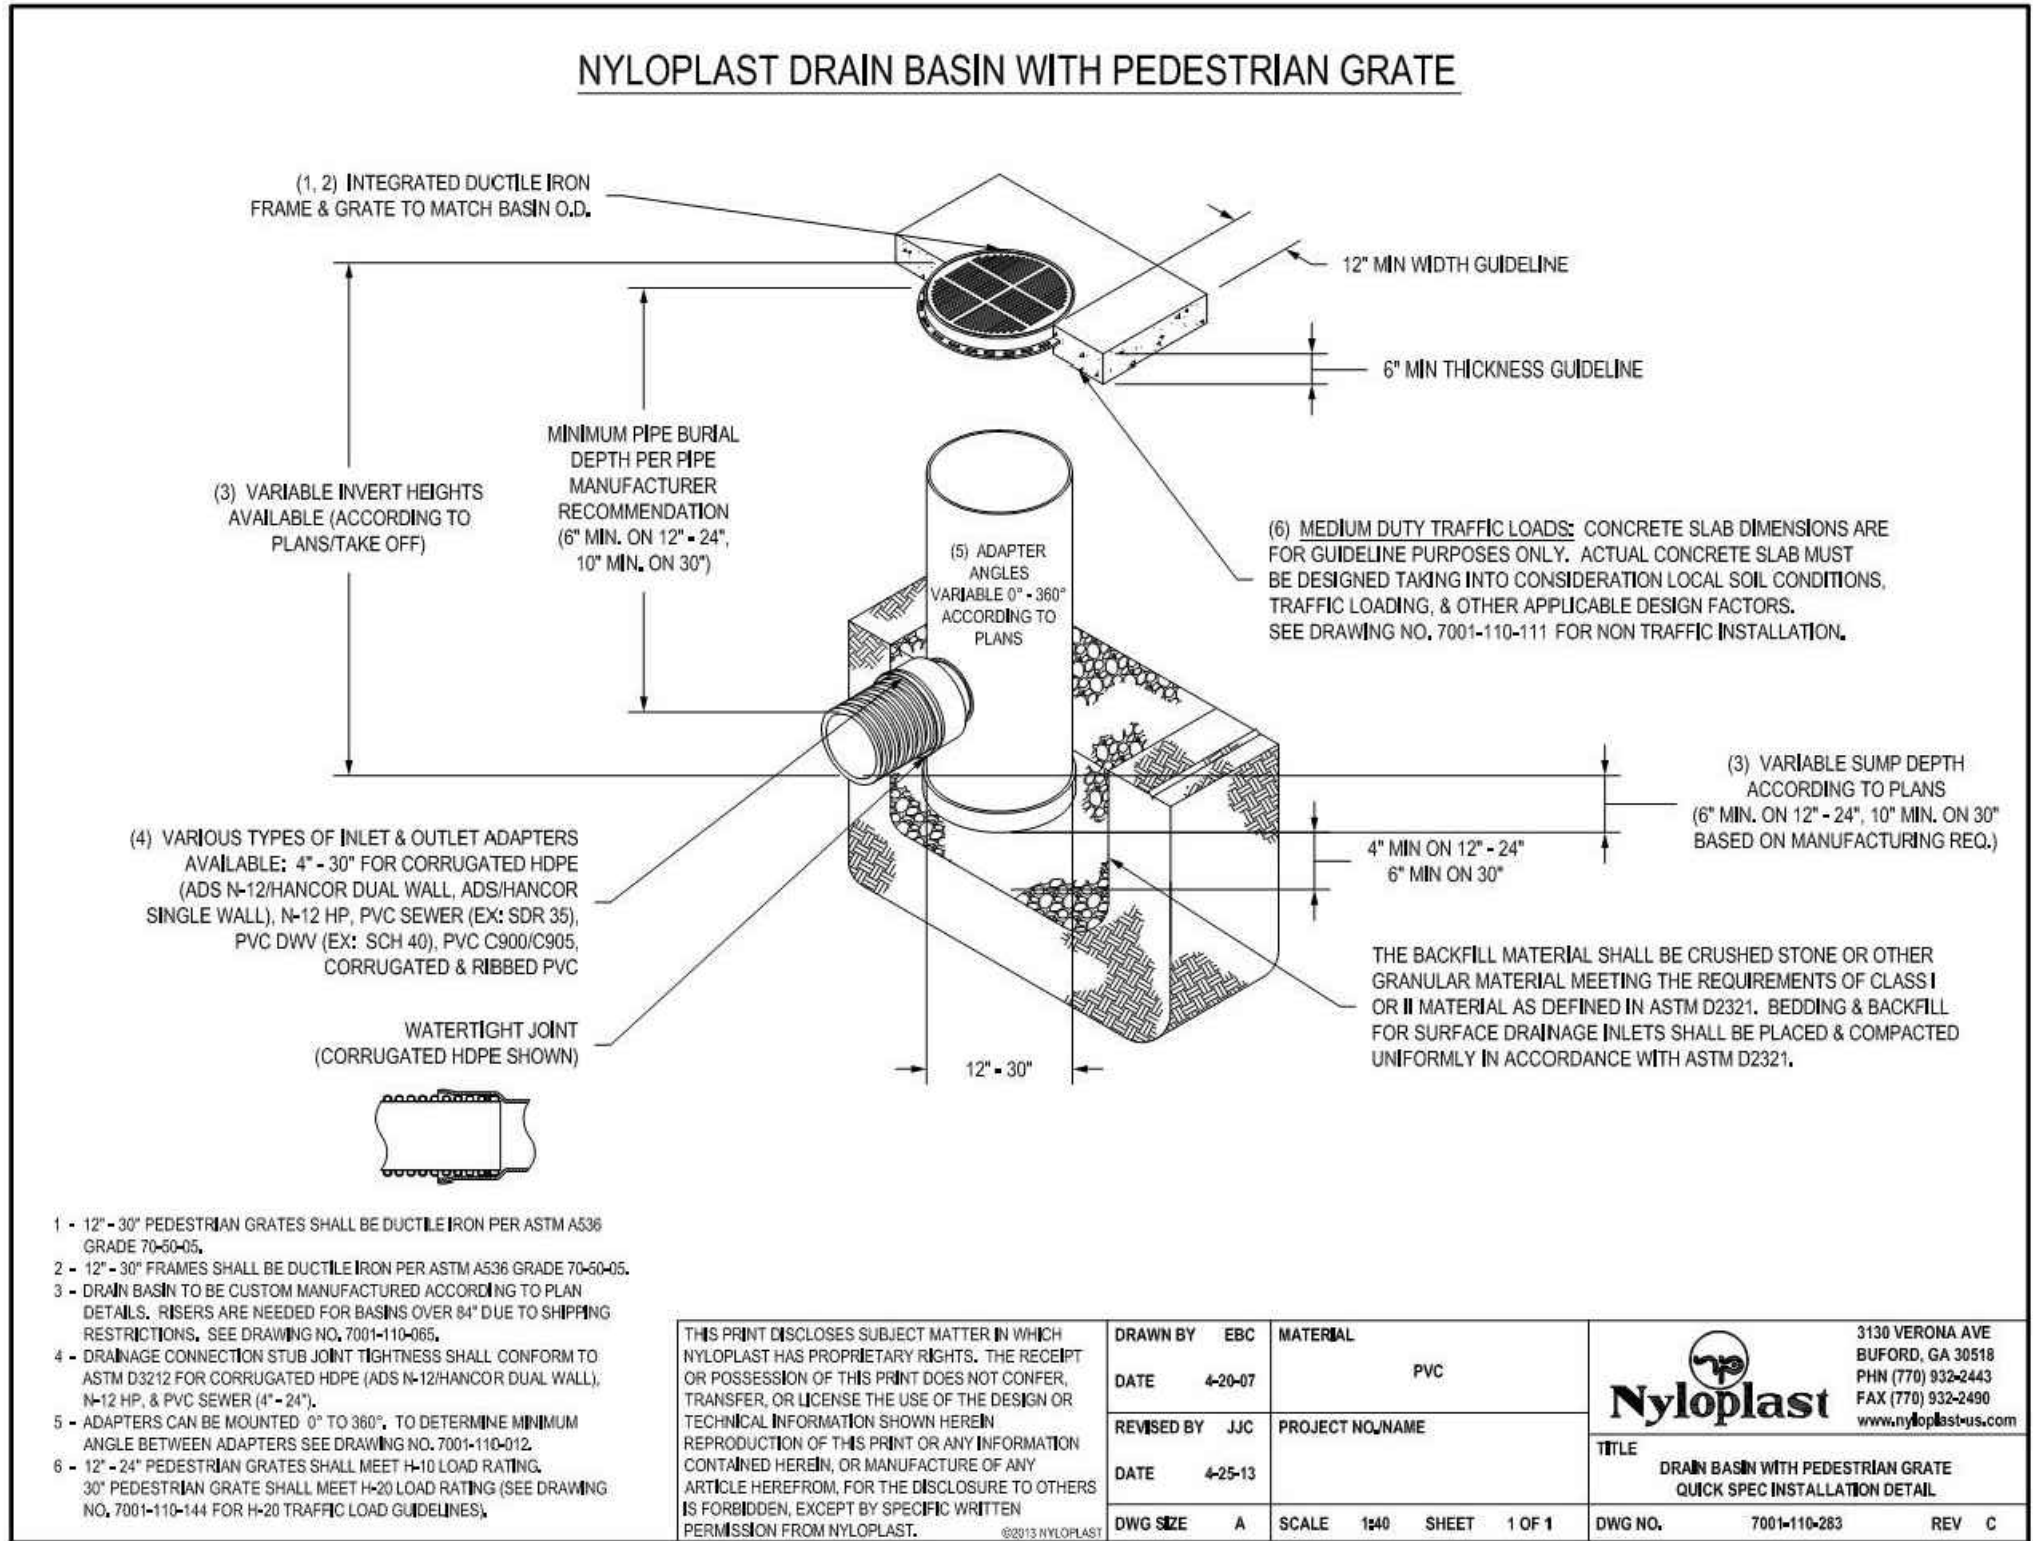 NYLOPLAST DRAIN BASIN WITH PEDESTRIAN GRATE
(1, 2) INTEGRATED DUCTILE IRON
FRAME & GRATE TO MATCH BASIN O.D.
12" MIN WIDTH GUIDELINE
6" MIN THICKNESS GUIDELINE
MINIMUM PIPE BURIAL
DEPTH PER PIPE
MANUFACTURER
RECOMMENDATION
(6" MIN. ON 12" - 24",
10" MIN. ON 30")
(3) VARIABLE INVERT HEIGHTS
AVAILABLE (ACCORDING TO
PLANS/TAKE OFF)
(5) ADAPTER
ANGLES
VARIABLE 0° - 360°
ACCORDING TO
PLANS
(6) MEDIUM DUTY TRAFFIC LOADS: CONCRETE SLAB DIMENSIONS ARE
FOR GUIDELINE PURPOSES ONLY. ACTUAL CONCRETE SLAB MUST
BE DESIGNED TAKING INTO CONSIDERATION LOCAL SOIL CONDITIONS,
TRAFFIC LOADING, & OTHER APPLICABLE DESIGN FACTORS.
SEE DRAWING NO. 7001-110-111 FOR NON TRAFFIC INSTALLATION.
(3) VARIABLE SUMP DEPTH
ACCORDING TO PLANS
(6" MIN. ON 12" - 24", 10" MIN. ON 30"
BASED ON MANUFACTURING REQ.)
(4) VARIOUS TYPES OF INLET & OUTLET ADAPTERS
AVAILABLE: 4" - 30" FOR CORRUGATED HDPE
(ADS N-12/HANCOR DUAL WALL, ADS/HANCOR
SINGLE WALL), N-12 HP, PVC SEWER (EX: SDR 35),
PVC DWV (EX: SCH 40), PVC C900/C905,
CORRUGATED & RIBBED PVC
4" MIN ON 12" - 24"
6" MIN ON 30"
THE BACKFILL MATERIAL SHALL BE CRUSHED STONE OR OTHER
GRANULAR MATERIAL MEETING THE REQUIREMENTS OF CLASS I
OR II MATERIAL AS DEFINED IN ASTM D2321. BEDDING & BACKFILL
FOR SURFACE DRAINAGE INLETS SHALL BE PLACED & COMPACTED
UNIFORMLY IN ACCORDANCE WITH ASTM D2321.
WATERTIGHT JOINT
(CORRUGATED HDPE SHOWN)
12" - 30"
1 - 12" - 30" PEDESTRIAN GRATES SHALL BE DUCTILE IRON PER ASTM A536
GRADE 70-50-05.
2 - 12" - 30" FRAMES SHALL BE DUCTILE IRON PER ASTM A536 GRADE 70-50-05.
3 - DRAIN BASIN TO BE CUSTOM MANUFACTURED ACCORDING TO PLAN
DETAILS. RISERS ARE NEEDED FOR BASINS OVER 84" DUE TO SHIPPING
RESTRICTIONS. SEE DRAWING NO. 7001-110-065.
4 - DRAINAGE CONNECTION STUB JOINT TIGHTNESS SHALL CONFORM TO
ASTM D3212 FOR CORRUGATED HDPE (ADS N-12/HANCOR DUAL WALL),
N-12 HP, & PVC SEWER (4" - 24").
5 - ADAPTERS CAN BE MOUNTED 0° TO 360°. TO DETERMINE MINIMUM
ANGLE BETWEEN ADAPTERS SEE DRAWING NO. 7001-110-012.
6 - 12" - 24" PEDESTRIAN GRATES SHALL MEET H-10 LOAD RATING.
30" PEDESTRIAN GRATE SHALL MEET H-20 LOAD RATING (SEE DRAWING
NO. 7001-110-144 FOR H-20 TRAFFIC LOAD GUIDELINES).
THIS PRINT DISCLOSES SUBJECT MATTER IN WHICH
NYLOPLAST HAS PROPRIETARY RIGHTS. THE RECEIPT
OR POSSESSION OF THIS PRINT DOES NOT CONFER,
TRANSFER, OR LICENSE THE USE OF THE DESIGN OR
TECHNICAL INFORMATION SHOWN HEREIN
REPRODUCTION OF THIS PRINT OR ANY INFORMATION
CONTAINED HEREIN, OR MANUFACTURE OF ANY
ARTICLE HEREFROM, FOR THE DISCLOSURE TO OTHERS
IS FORBIDDEN, EXCEPT BY SPECIFIC WRITTEN
PERMISSION FROM NYLOPLAST. ©2013 NYLOPLAST
DRAWN BY EBC
DATE 4-20-07
REVISED BY JJC
DATE 4-25-13
DWG SIZE A
MATERIAL
PVC
PROJECT NO./NAME
SCALE 1:40 SHEET 1 OF 1
Nyloplast
3130 VERONA AVE
BUFORD, GA 30518
PHN (770) 932-2443
FAX (770) 932-2490
www.nyloplast-us.com
TITLE
DRAIN BASIN WITH PEDESTRIAN GRATE
QUICK SPEC INSTALLATION DETAIL
DWG NO. 7001-110-283 REV C